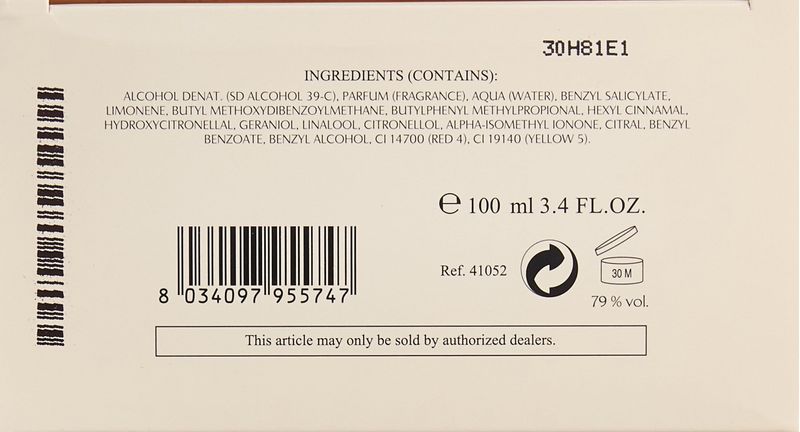 30H81E1
INGREDIENTS (CONTAINS):
ALCOHOL DENAT. (SD ALCOHOL 39-C), PARFUM (FRAGRANCE), AQUA (WATER), BENZYL SALICYLATE,
LIMONENE, BUTYL METHOXYDIBENZOYLMETHANE, BUTYLPHENYL METHYLPROPIONAL, HEXYL CINNAMAL,
HYDROXYCITRONELLAL, GERANIOL, LINALOOL, CITRONELLOL, ALPHA-ISOMETHYL IONONE, CITRAL, BENZYL
BENZOATE, BENZYL ALCOHOL, CI 14700 (RED 4), CI 19140 (YELLOW 5).
℮ 100 ml 3.4 FL.OZ.
Ref. 41052
30 M
79 % vol.
8 034097 955747
This article may only be sold by authorized dealers.